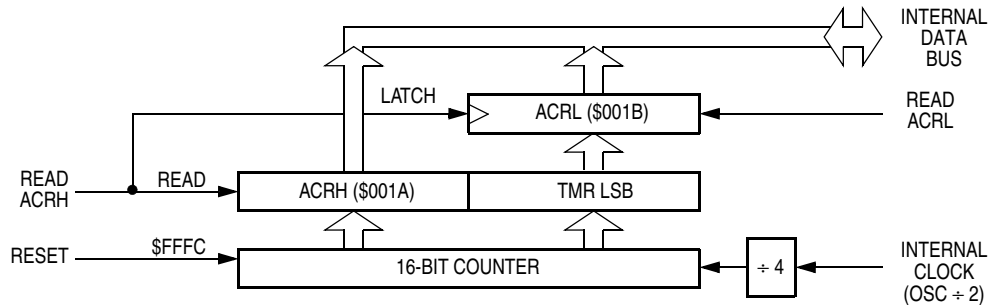 INTERNAL
DATA
BUS
LATCH
ACRL ($001B)
READ
ACRL
READ
ACRH
READ
ACRH ($001A)
TMR LSB
RESET
$FFFC
16-BIT COUNTER
÷ 4
INTERNAL
CLOCK
(OSC ÷ 2)